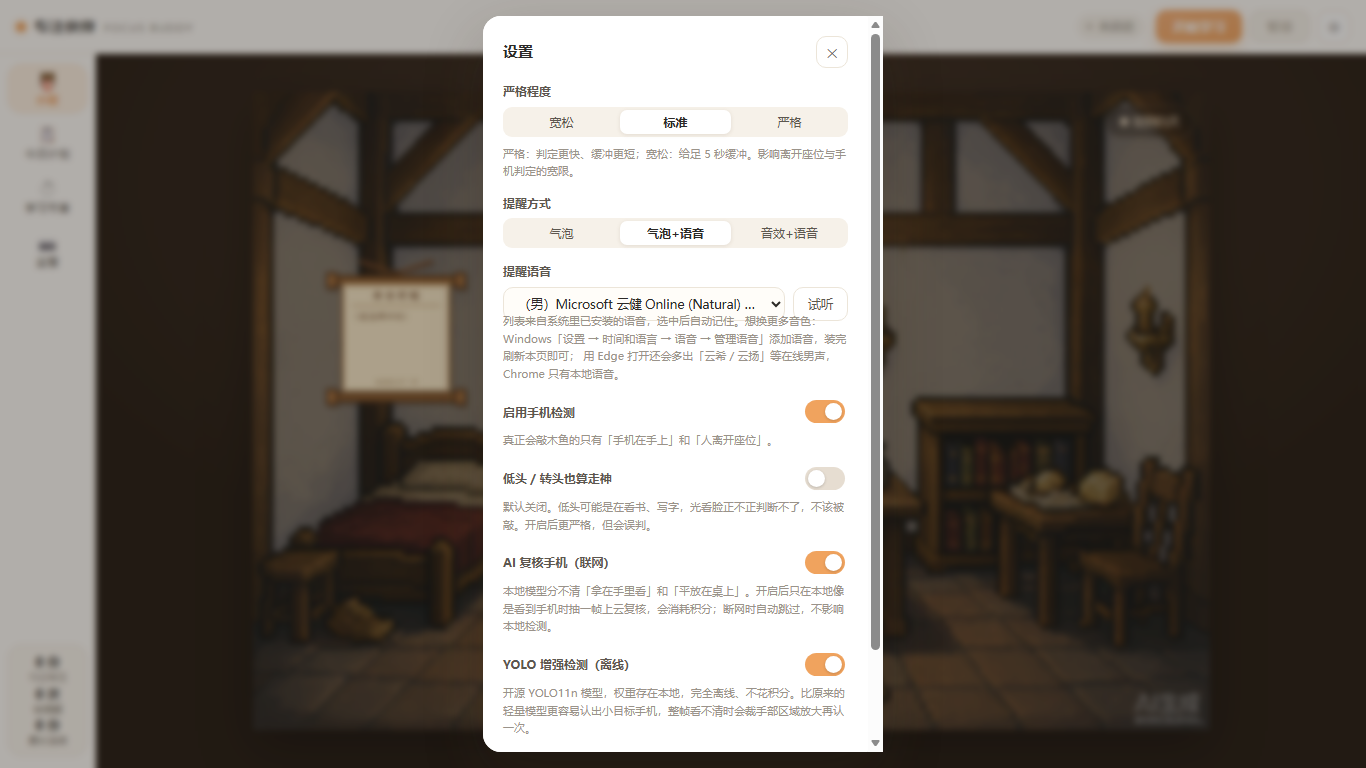 设置
严格程度
宽松
标准
严格
严格：判定更快、缓冲更短；宽松：给足 5 秒缓冲。影响离开座位与手
机判定的宽限。
提醒方式
气泡
气泡+语音
音效+语音
提醒语音
（男）Microsoft 云健 Online (Natural) ...
试听
列表来自系统里已安装的语音，选中后自动记住。想换更多音色：
Windows「设置 → 时间和语言 → 语音 → 管理语音」添加语音，装完
刷新本页即可； 用 Edge 打开还会多出「云希 / 云扬」等在线男声，
Chrome 只有本地语音。
启用手机检测
真正会敲木鱼的只有「手机在手上」和「人离开座位」。
低头 / 转头也算走神
默认关闭。低头可能是在看书、写字，光看脸正不正判断不了，不该被
敲。开启后更严格，但会误判。
AI 复核手机（联网）
本地模型分不清「拿在手里看」和「平放在桌上」。开启后只在本地像
是看到手机时抽一帧上云复核，会消耗积分；断网时自动跳过，不影响
本地检测。
YOLO 增强检测（离线）
开源 YOLO11n 模型，权重存在本地，完全离线、不花积分。比原来的
轻量模型更容易认出小目标手机，整帧看不清时会裁手部区域放大再认
一次。